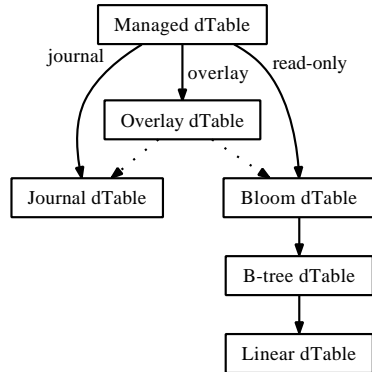 Managed dTable
journal
overlay
read-only
Overlay dTable
Journal dTable
Bloom dTable
B-tree dTable
Linear dTable